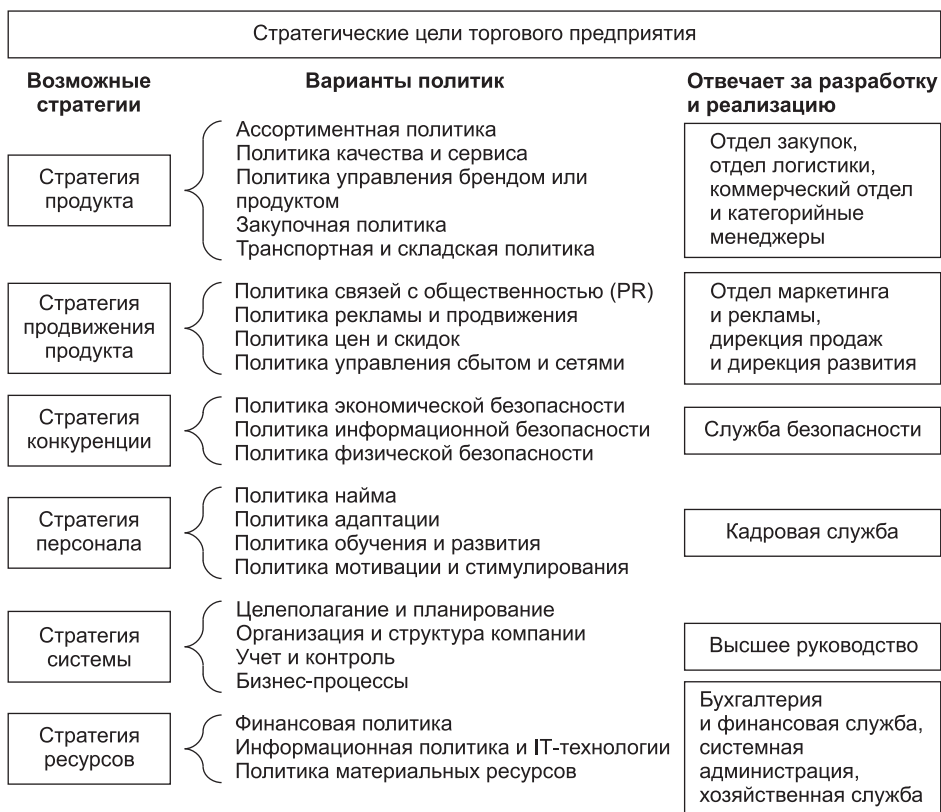 Стратегические цели торгового предприятия
Возможные
стратегии
Варианты политик
Отвечает за разработку
и реализацию
Стратегия
продукта
Ассортиментная политика
Политика качества и сервиса
Политика управления брендом или
продуктом
Закупочная политика
Транспортная и складская политика
Отдел закупок,
отдел логистики,
коммерческий отдел
и категорийные
менеджеры
Стратегия
продвижения
продукта
Политика связей с общественностью (PR)
Политика рекламы и продвижения
Политика цен и скидок
Политика управления сбытом и сетями
Отдел маркетинга
и рекламы,
дирекция продаж
и дирекция развития
Стратегия
конкуренции
Политика экономической безопасности
Политика информационной безопасности
Политика физической безопасности
Служба безопасности
Стратегия
персонала
Политика найма
Политика адаптации
Политика обучения и развития
Политика мотивации и стимулирования
Кадровая служба
Стратегия
системы
Целеполагание и планирование
Организация и структура компании
Учет и контроль
Бизнес-процессы
Высшее руководство
Стратегия
ресурсов
Финансовая политика
Информационная политика и IT-технологии
Политика материальных ресурсов
Бухгалтерия
и финансовая служба,
системная
администрация,
хозяйственная служба